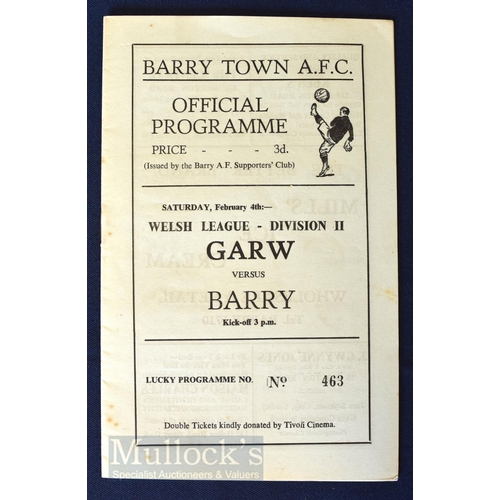 BARRY TOWN A.F.C.
OFFICIAL
PROGRAMME
PRICE - - - 3d.
(Issued by the Barry A.F. Supporters' Club)
SATURDAY, February 4th:—
WELSH LEAGUE - DIVISION II
GARW
VERSUS
BARRY
Kick-off 3 p.m.
LUCKY PROGRAMME NO. Nº 463
Double Tickets kindly donated by Tivoli Cinema.
Mullock's
Specialist Auctioneers & Valuers